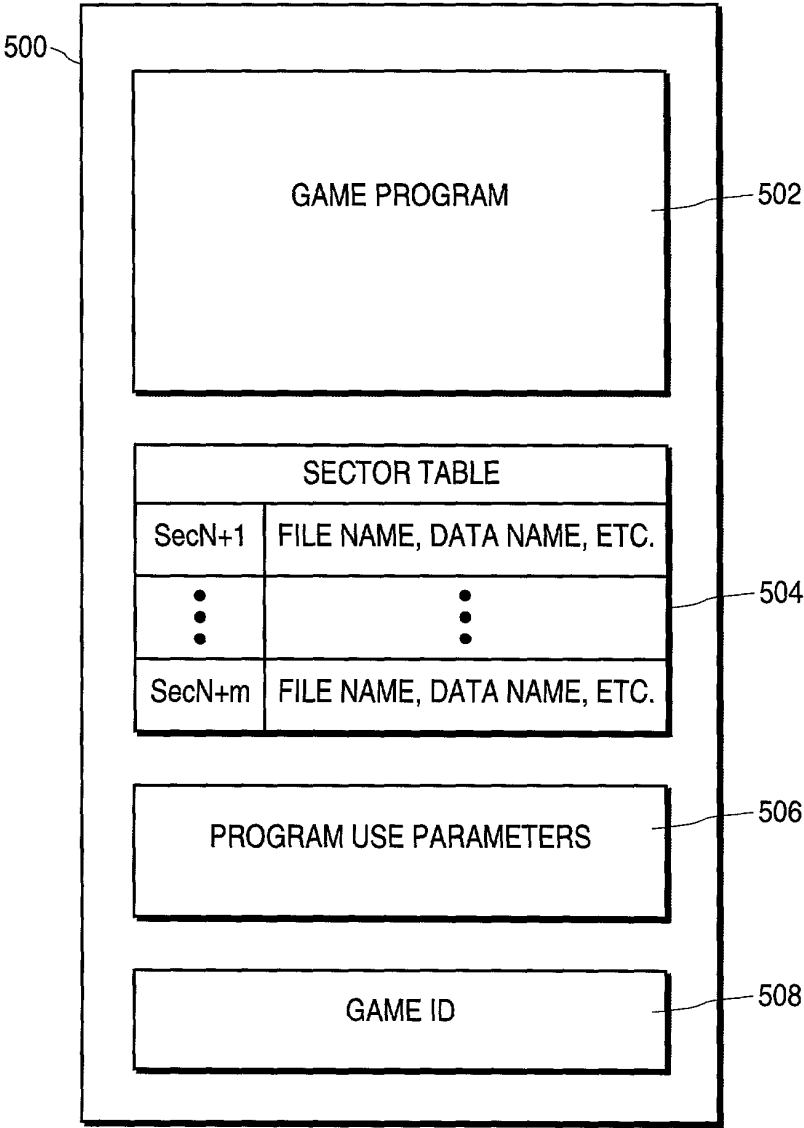 500
GAME PROGRAM
502
SECTOR TABLE
SecN+1 FILE NAME, DATA NAME, ETC.
504
SecN+m FILE NAME, DATA NAME, ETC.
PROGRAM USE PARAMETERS
506
GAME ID
508